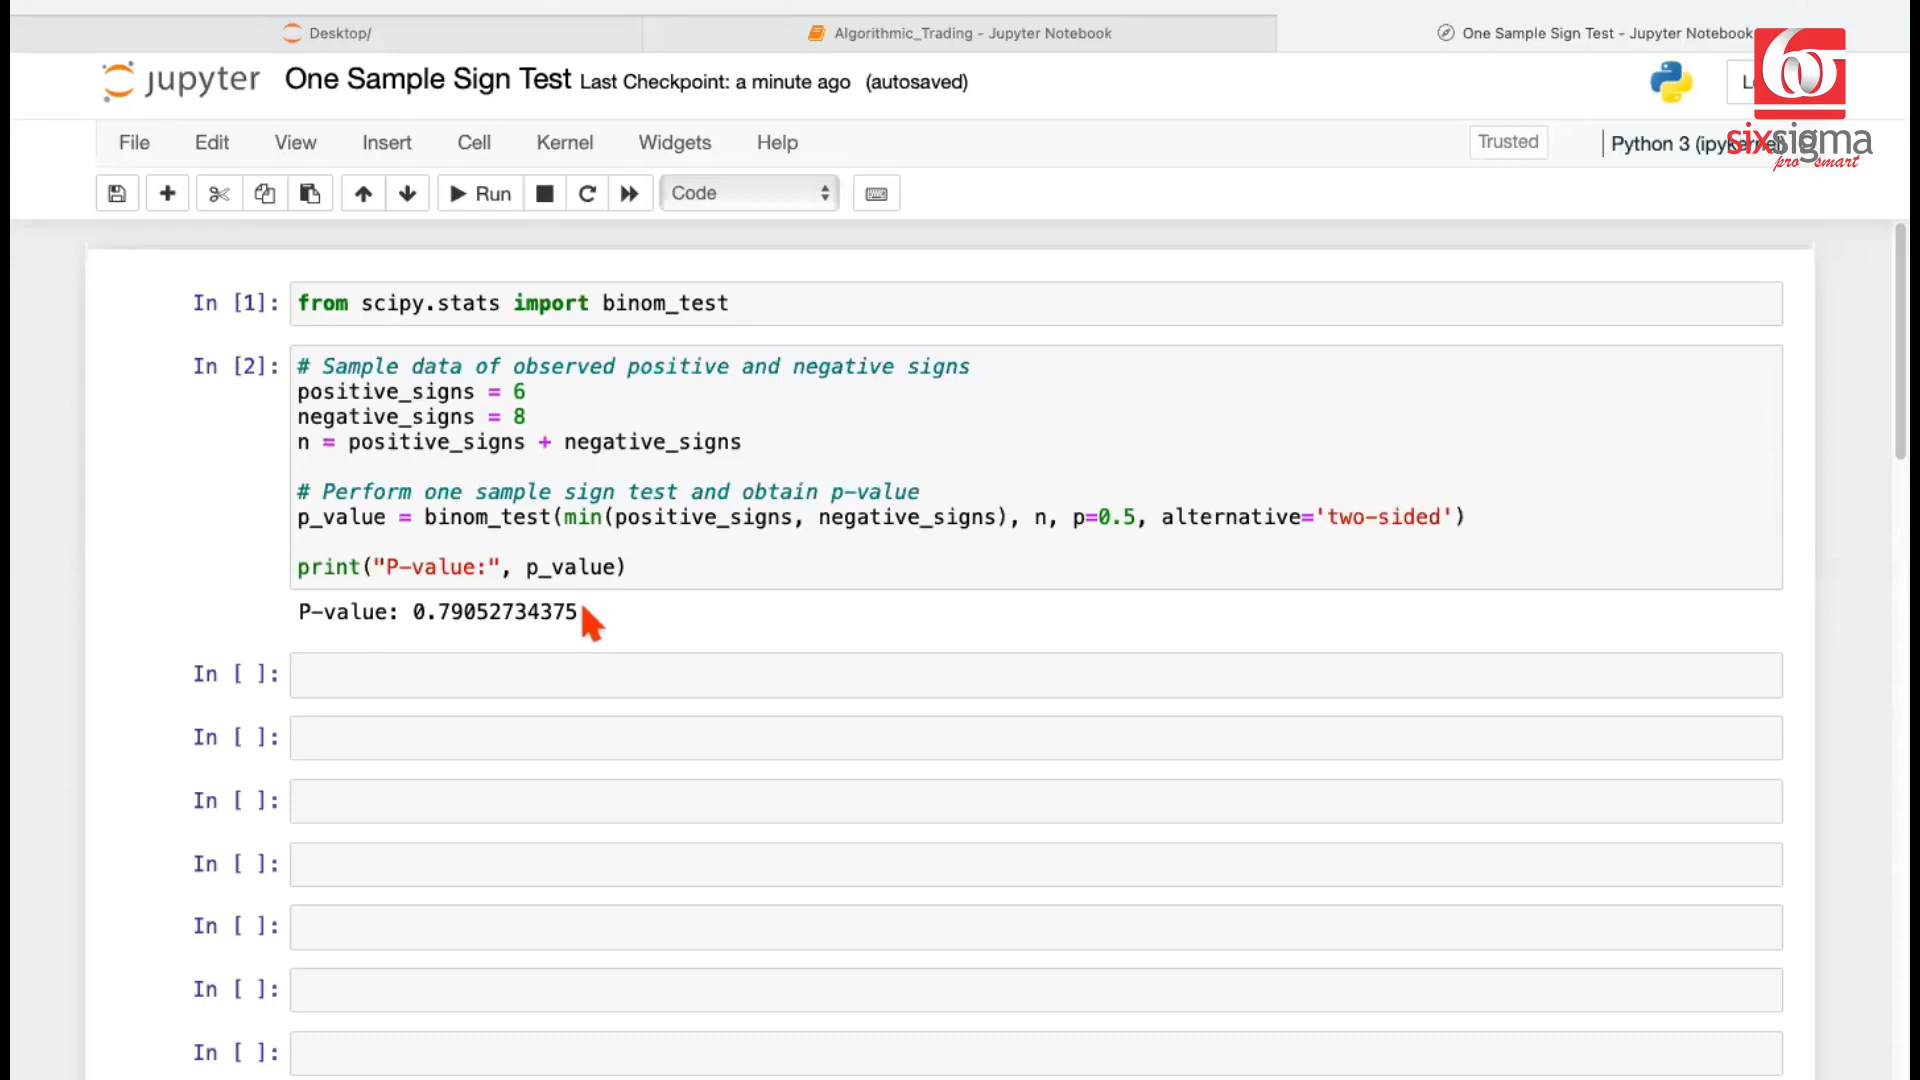 Desktop/
Algorithmic_Trading - Jupyter Notebook
One Sample Sign Test - Jupyter Notebook
jupyter One Sample Sign Test Last Checkpoint: a minute ago (autosaved)
sixsigma
pro smart
File Edit View Insert Cell Kernel Widgets Help
Trusted
Python 3
Run
Code
In [1]: from scipy.stats import binom_test
In [2]: # Sample data of observed positive and negative signs
positive_signs = 6
negative_signs = 8
n = positive_signs + negative_signs
# Perform one sample sign test and obtain p-value
p_value = binom_test(min(positive_signs, negative_signs), n, p=0.5, alternative='two-sided')
print("P-value:", p_value)
P-value: 0.79052734375
In [ ]:
In [ ]:
In [ ]:
In [ ]:
In [ ]:
In [ ]:
In [ ]: